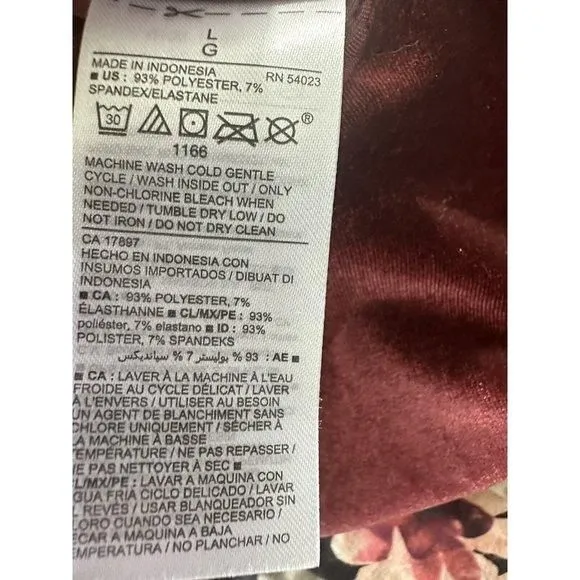 L
G
MADE IN INDONESIA RN 54023
■ US : 93% POLYESTER, 7%
SPANDEX/ELASTANE
30 ®
1166
MACHINE WASH COLD GENTLE
CYCLE / WASH INSIDE OUT / ONLY
NON-CHLORINE BLEACH WHEN
NEEDED / TUMBLE DRY LOW / DO
NOT IRON / DO NOT DRY CLEAN
CA 17897
HECHO EN INDONESIA CON
INSUMOS IMPORTADOS / DIBUAT DI
INDONESIA
■ CA : 93% POLYESTER, 7%
ÉLASTHANNE ■ CL/MX/PE : 93%
poliéster, 7% elastano ■ ID : 93%
POLISTER, 7% SPANDEKS
AE : 93 % بوليستر 7 % سباندیکس ■
■ CA : LAVER À LA MACHINE À L'EAU
FROIDE AU CYCLE DÉLICAT / LAVER
À L'ENVERS / UTILISER AU BESOIN
UN AGENT DE BLANCHIMENT SANS
CHLORE UNIQUEMENT / SÉCHER À
LA MACHINE À BASSE
TEMPÉRATURE / NE PAS REPASSER /
NE PAS NETTOYER À SEC ■
CL/MX/PE : LAVAR A MAQUINA CON
AGUA FRIA CICLO DELICADO / LAVAR
REVÉS / USAR BLANQUEADOR SIN
CLORO CUANDO SEA NECESARIO /
SECAR A MAQUINA A BAJA
TEMPERATURA / NO PLANCHAR / NO